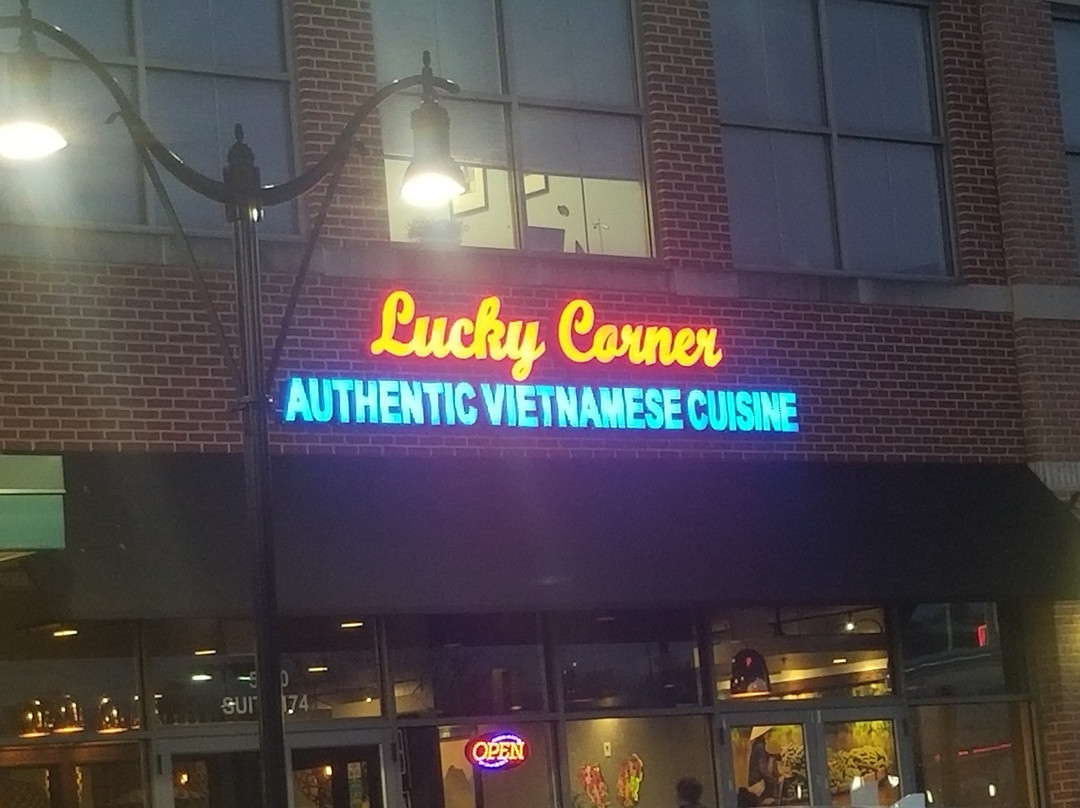 Lucky Corner
AUTHENTIC VIETNAMESE CUISINE
OPEN